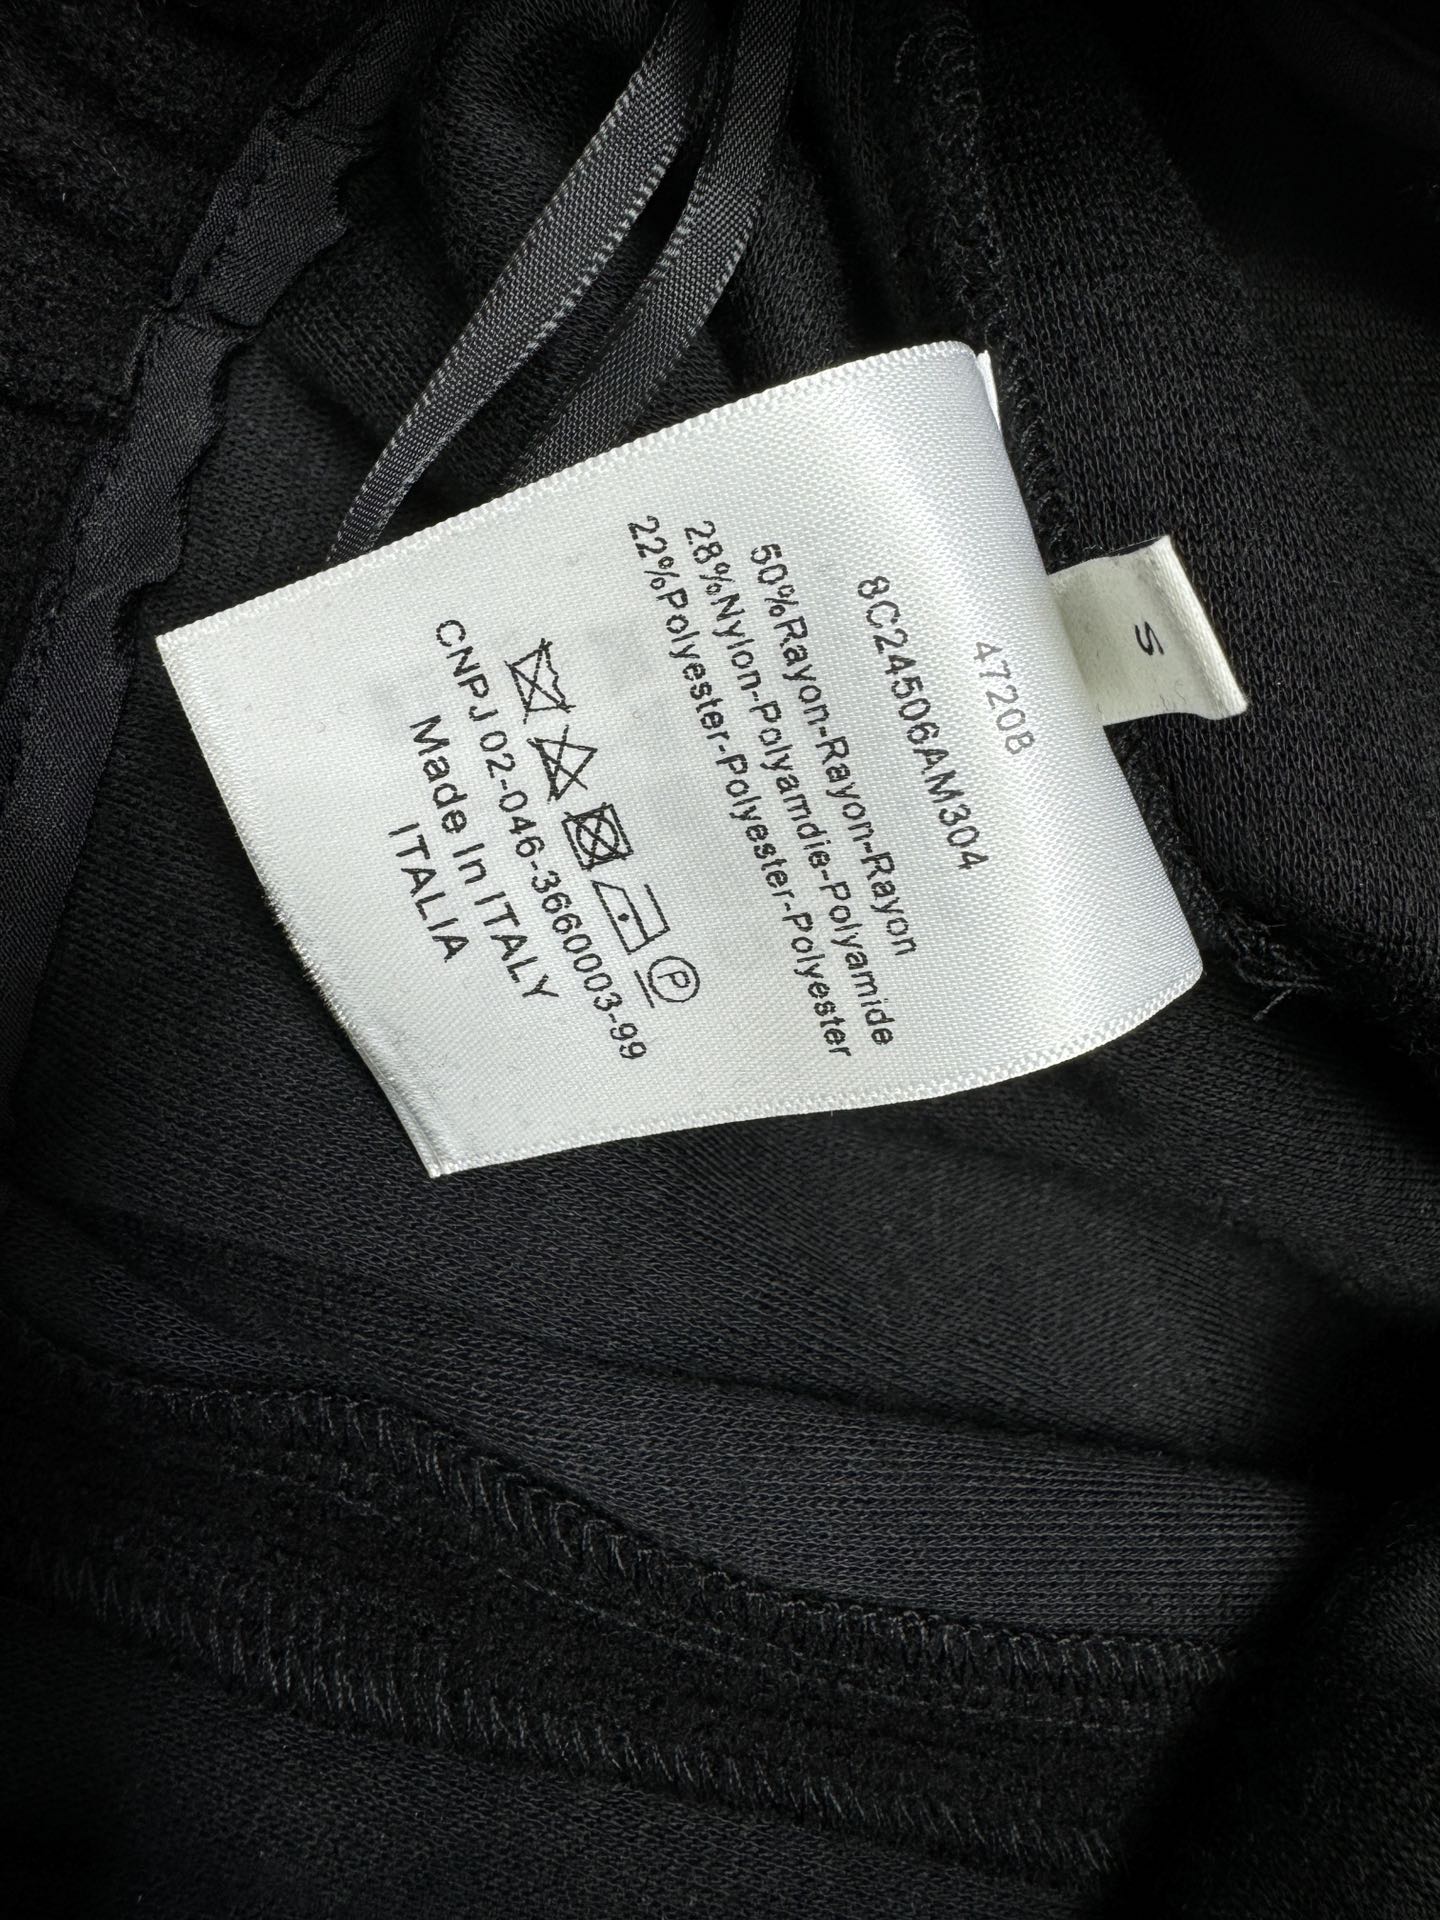 S
47208
8C24506AM304
50%Rayon-Rayon-Rayon
28%Nylon-Polyamdie-Polyamide
22%Polyester-Polyester-Polyester
P
CNPJ 02-046-3660003-99
Made In ITALY
ITALIA